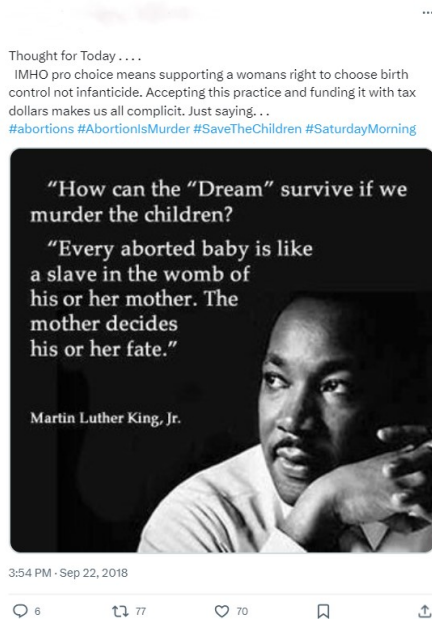 Thought for Today . . . .
IMHO pro choice means supporting a womans right to choose birth
control not infanticide. Accepting this practice and funding it with tax
dollars makes us all complicit. Just saying. . .
#abortions #AbortionIsMurder #SaveTheChildren #SaturdayMorning
“How can the “Dream” survive if we
murder the children?
“Every aborted baby is like
a slave in the womb of
his or her mother. The
mother decides
his or her fate.”
Martin Luther King, Jr.
3:54 PM · Sep 22, 2018
6 77 70